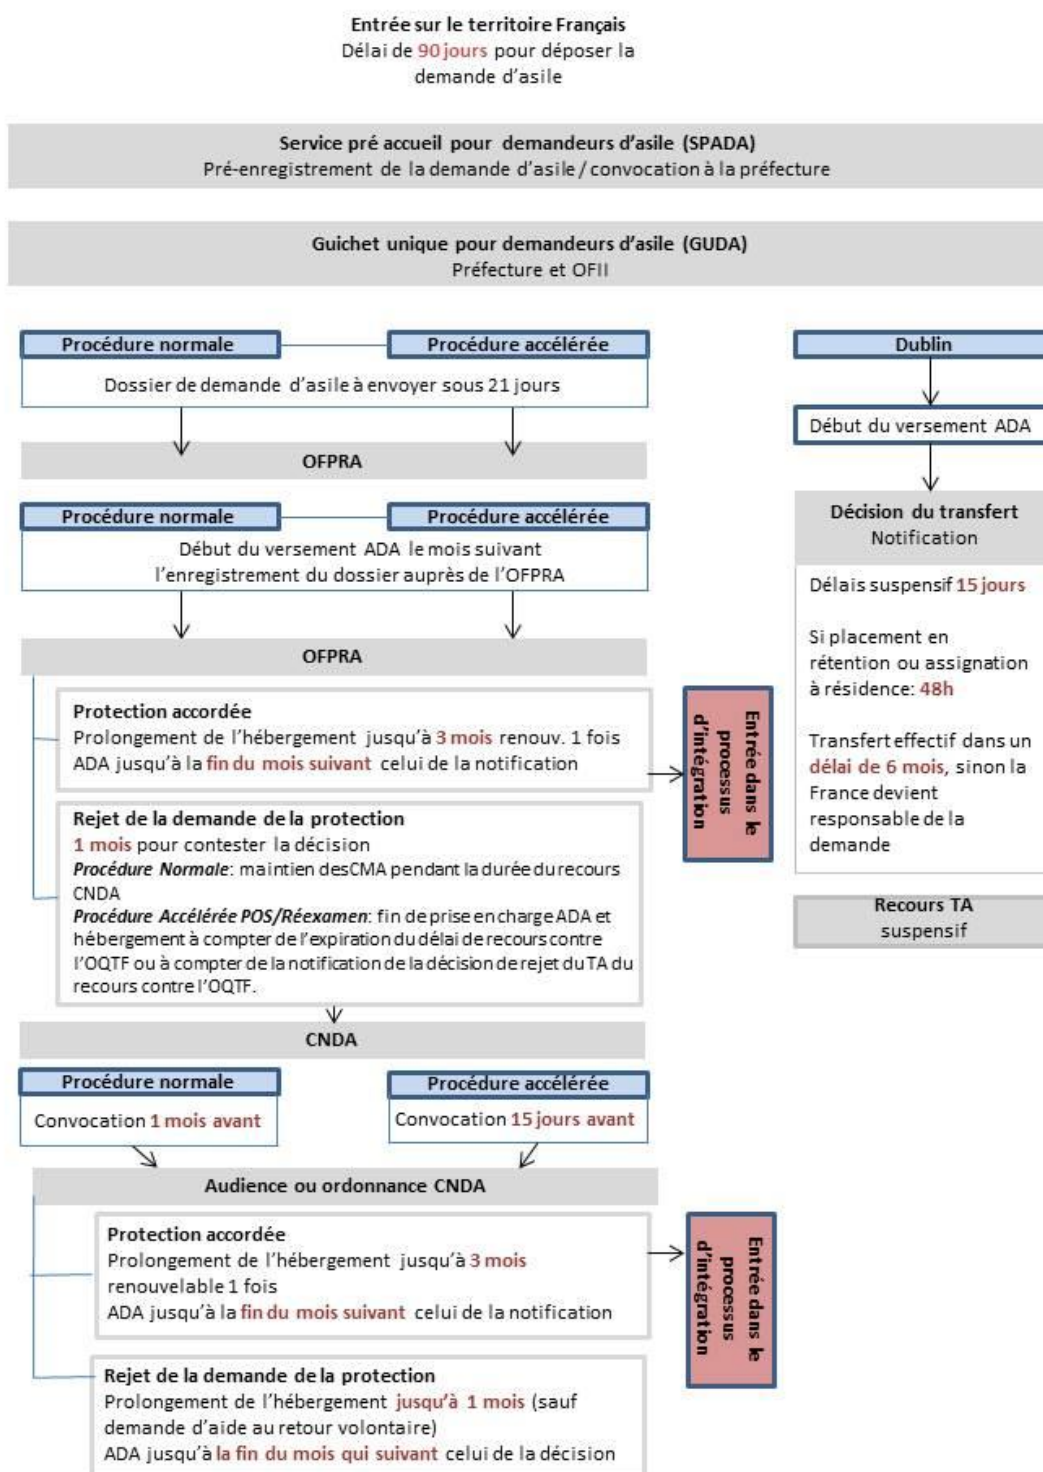 Entrée sur le territoire Français
Délai de 90 jours pour déposer la
demande d'asile
Service pré accueil pour demandeurs d'asile (SPADA)
Pré-enregistrement de la demande d'asile / convocation à la préfecture
Guichet unique pour demandeurs d'asile (GUDA)
Préfecture et OFII
Procédure normale
Procédure accélérée
Dossier de demande d'asile à envoyer sous 21 jours
OFPRA
Procédure normale
Procédure accélérée
Début du versement ADA le mois suivant
l'enregistrement du dossier auprès de l'OFPRA
OFPRA
Protection accordée
Prolongement de l'hébergement jusqu'à 3 mois renouv. 1 fois
ADA jusqu'à la fin du mois suivant celui de la notification
Entrée dans le
processus
d'intégration
Rejet de la demande de la protection
1 mois pour contester la décision
Procédure Normale: maintien desCMA pendant la durée du recours
CNDA
Procédure Accélérée POS/Réexamen: fin de prise en charge ADA et
hébergement à compter de l'expiration du délai de recours contre
l'OQTF ou à compter de la notification de la décision de rejet du TA du
recours contre l'OQTF.
CNDA
Procédure normale
Convocation 1 mois avant
Procédure accélérée
Convocation 15 jours avant
Audience ou ordonnance CNDA
Protection accordée
Prolongement de l'hébergement jusqu'à 3 mois
renouvelable 1 fois
ADA jusqu'à la fin du mois suivant celui de la notification
Entrée dans le
processus
d'intégration
Rejet de la demande de la protection
Prolongement de l'hébergement jusqu'à 1 mois (sauf
demande d'aide au retour volontaire)
ADA jusqu'à la fin du mois qui suivant celui de la décision
Dublin
Début du versement ADA
Décision du transfert
Notification
Délais suspensif 15 jours
Si placement en
rétention ou assignation
à résidence: 48h
Transfert effectif dans un
délai de 6 mois, sinon la
France devient
responsable de la
demande
Recours TA
suspensif